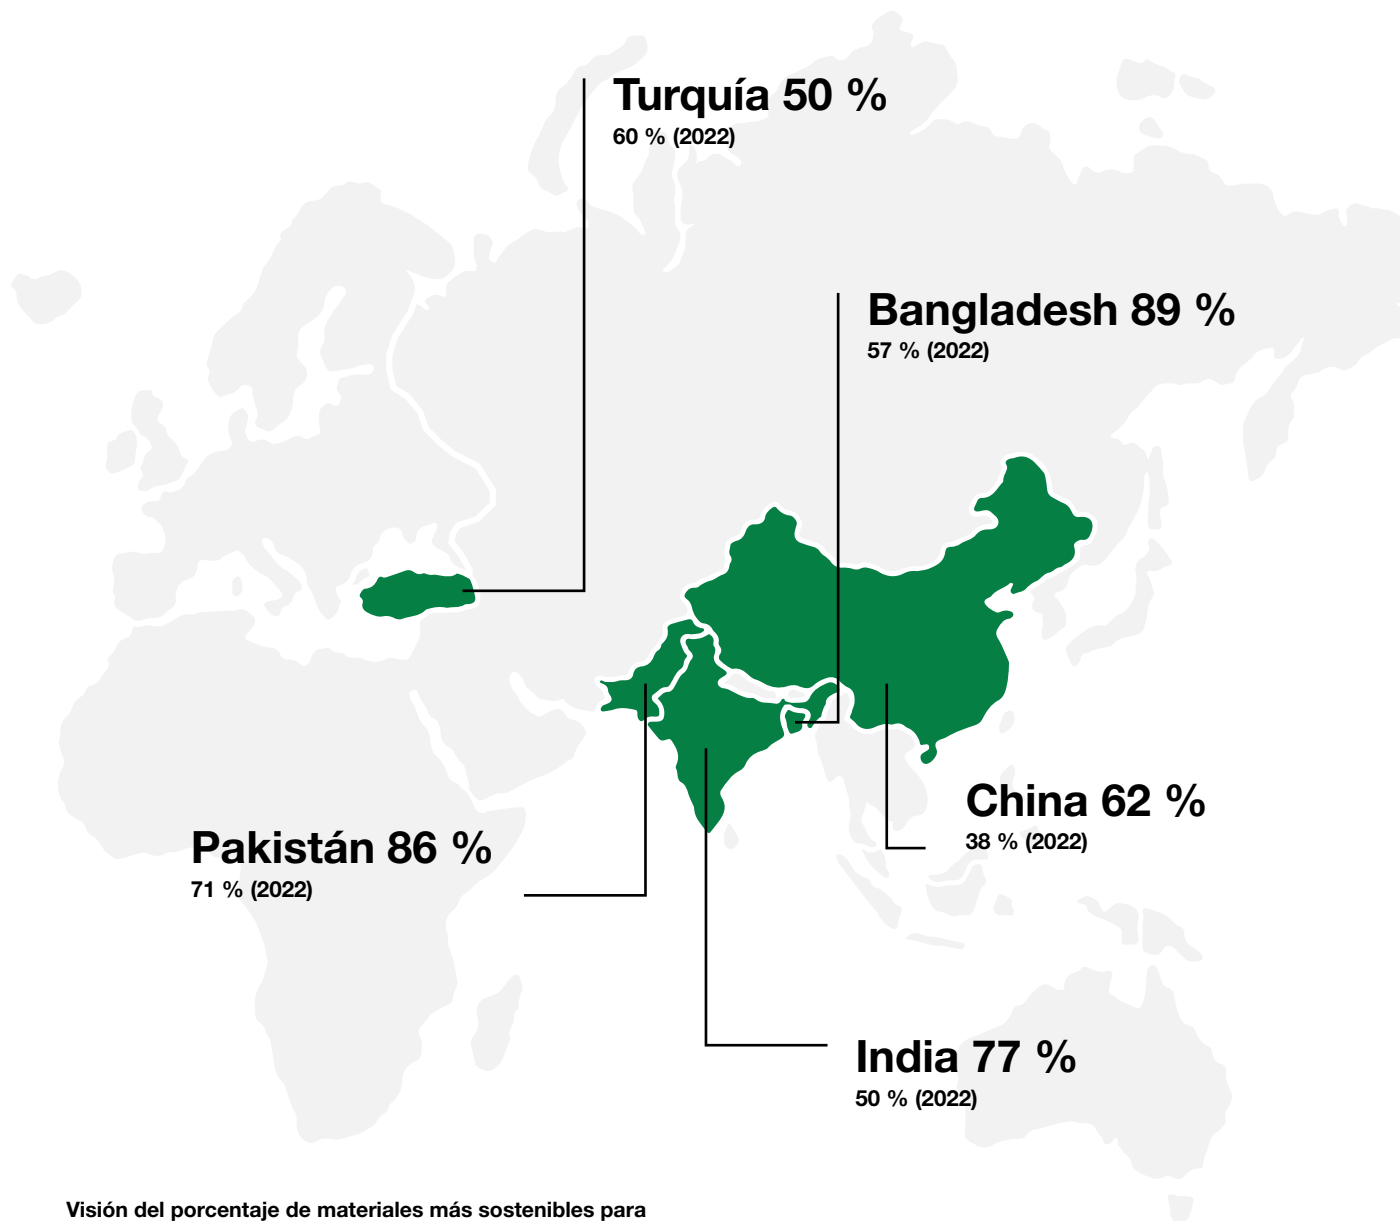 Turquía 50 %
60 % (2022)
Bangladesh 89 %
57 % (2022)
China 62 %
38 % (2022)
Pakistán 86 %
71 % (2022)
India 77 %
50 % (2022)
Visión del porcentaje de materiales más sostenibles para